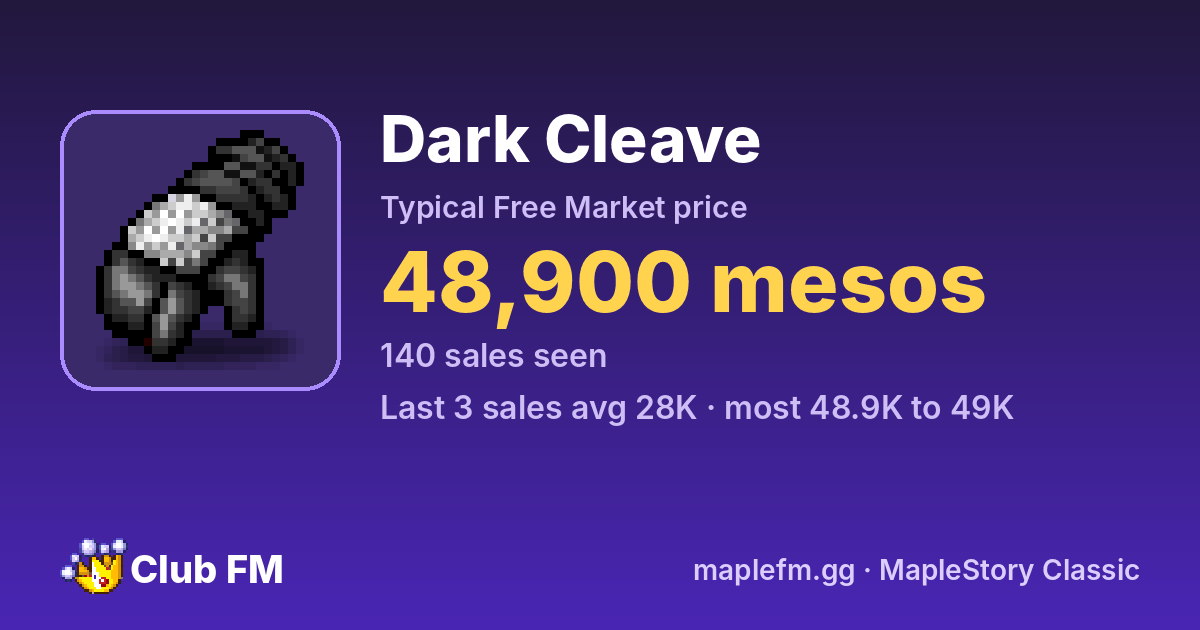 Dark Cleave
Typical Free Market price
48,900 mesos
140 sales seen
Last 3 sales avg 28K · most 48.9K to 49K
Club FM
maplefm.gg · MapleStory Classic